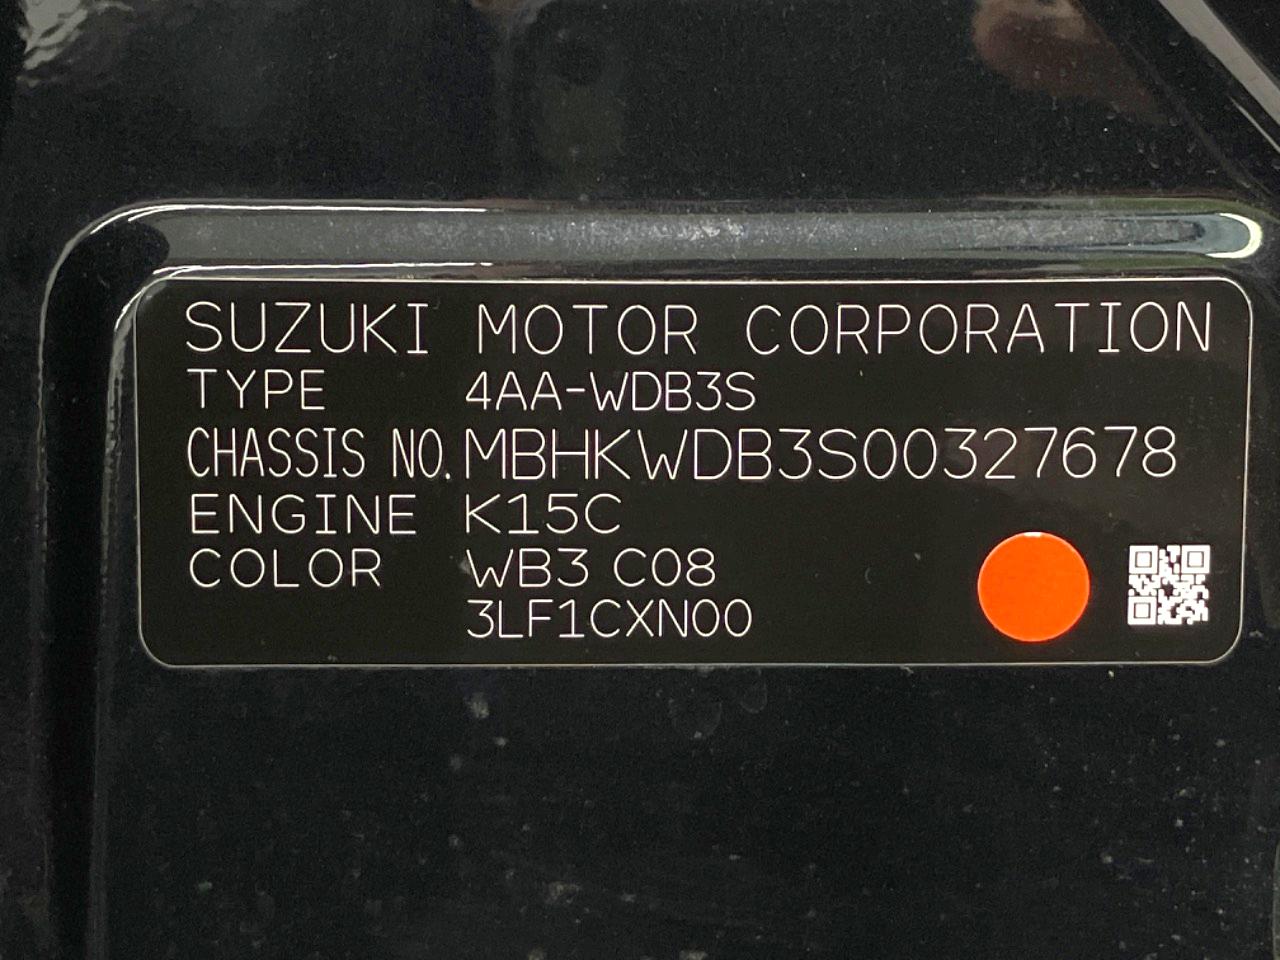 SUZUKI MOTOR CORPORATION
TYPE 4AA-WDB3S
CHASSIS NO. MBHKWDB3S00327678
ENGINE K15C
COLOR WB3 C08
3LF1CXN00